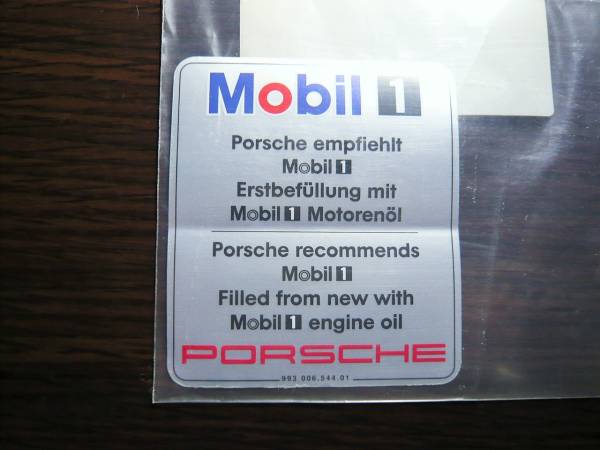 Mobil 1
Porsche empfiehlt
Mobil 1
Erstbefüllung mit
Mobil 1 Motorenöl
Porsche recommends
Mobil 1
Filled from new with
Mobil 1 engine oil
PORSCHE
993 006.544.01